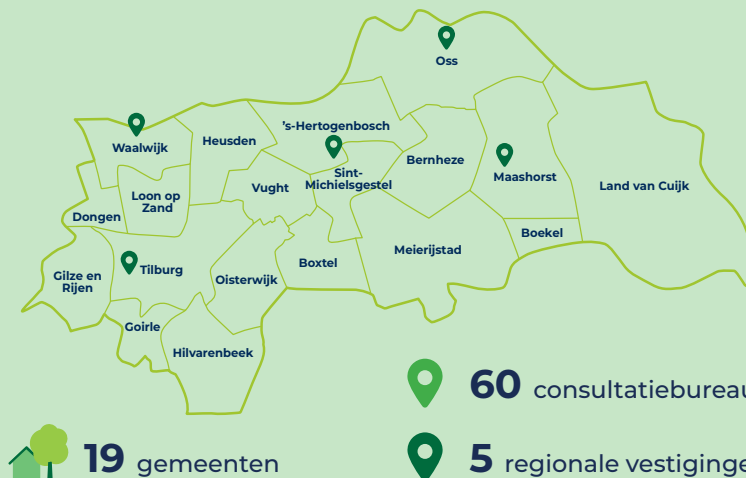 Oss
's-Hertogenbosch
Waalwijk
Heusden
Bernheze
Sint-
Michielsgestel
Maashorst
Land van Cuijk
Vught
Loon op
Zand
Dongen
Boekel
Meierijstad
Boxtel
Tilburg
Gilze en
Rijen
Oisterwijk
Goirle
Hilvarenbeek
60 consultatiebureau
19 gemeenten
5 regionale vestiginge